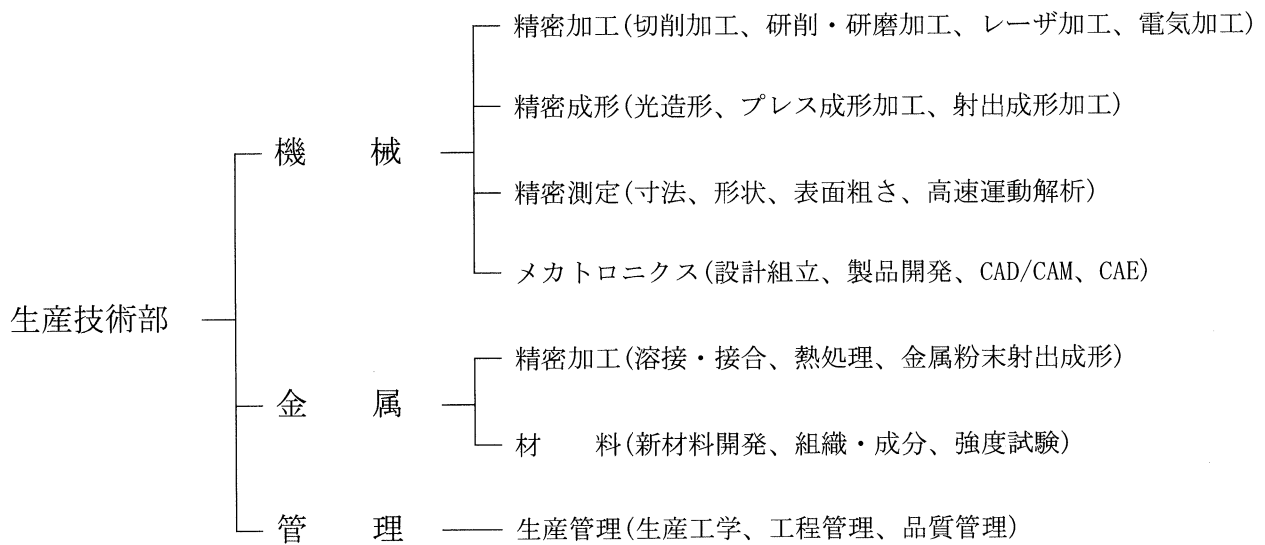 精密加工(切削加工、研削・研磨加工、レーザ加工、電気加工)
精密成形(光造形、プレス成形加工、射出成形加工)
機　　械
精密測定(寸法、形状、表面粗さ、高速運動解析)
メカトロニクス(設計組立、製品開発、CAD/CAM、CAE)
生産技術部
精密加工(溶接・接合、熱処理、金属粉末射出成形)
金　　属
材　　料(新材料開発、組織・成分、強度試験)
管　　理　生産管理(生産工学、工程管理、品質管理)